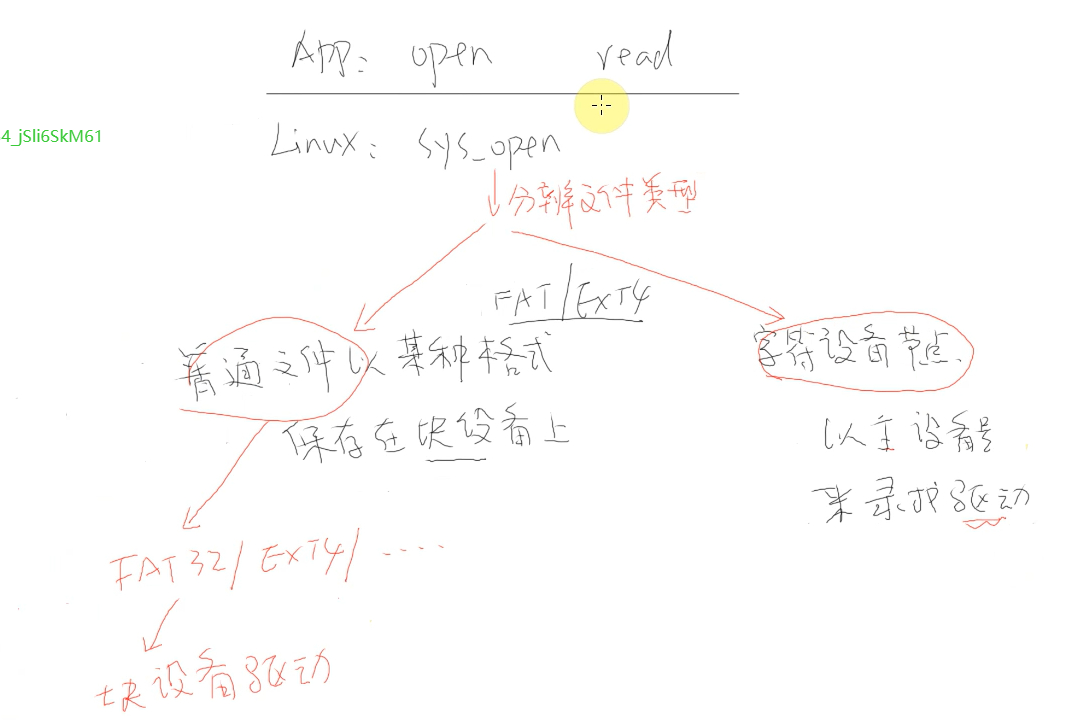 App: open read
4_jSli6SkM61
Linux: sys_open
分辨文件类型
FAT/EXT4
普通文件以某种格式
保存在块设备上
字符设备节点.
以主设备号
来寻找驱动
FAT32/EXT4/....
块设备驱动